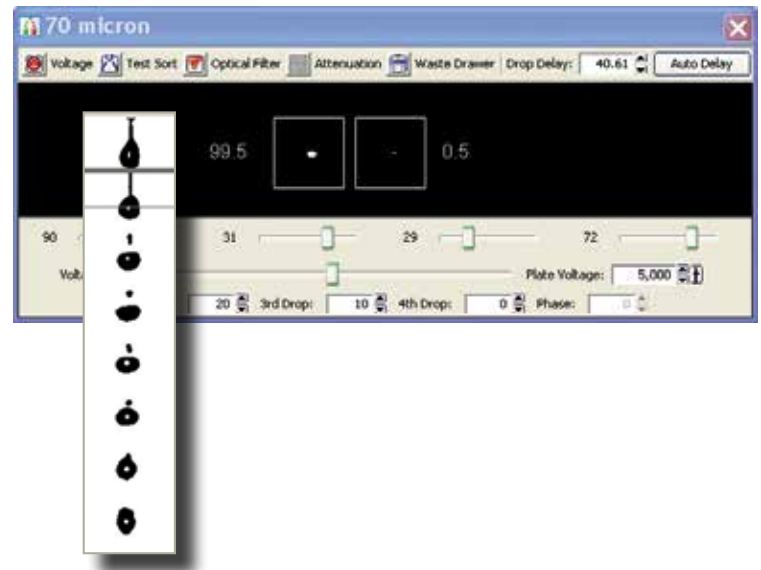 70 micron
Voltage Test Sort Optical Filter Attenuation Waste Drawer Drop Delay: 40.61 Auto Delay
99.5 0.5
90 31 29 72
Plate Voltage: 5,000
20 3rd Drop: 10 4th Drop: 0 Phase: 0